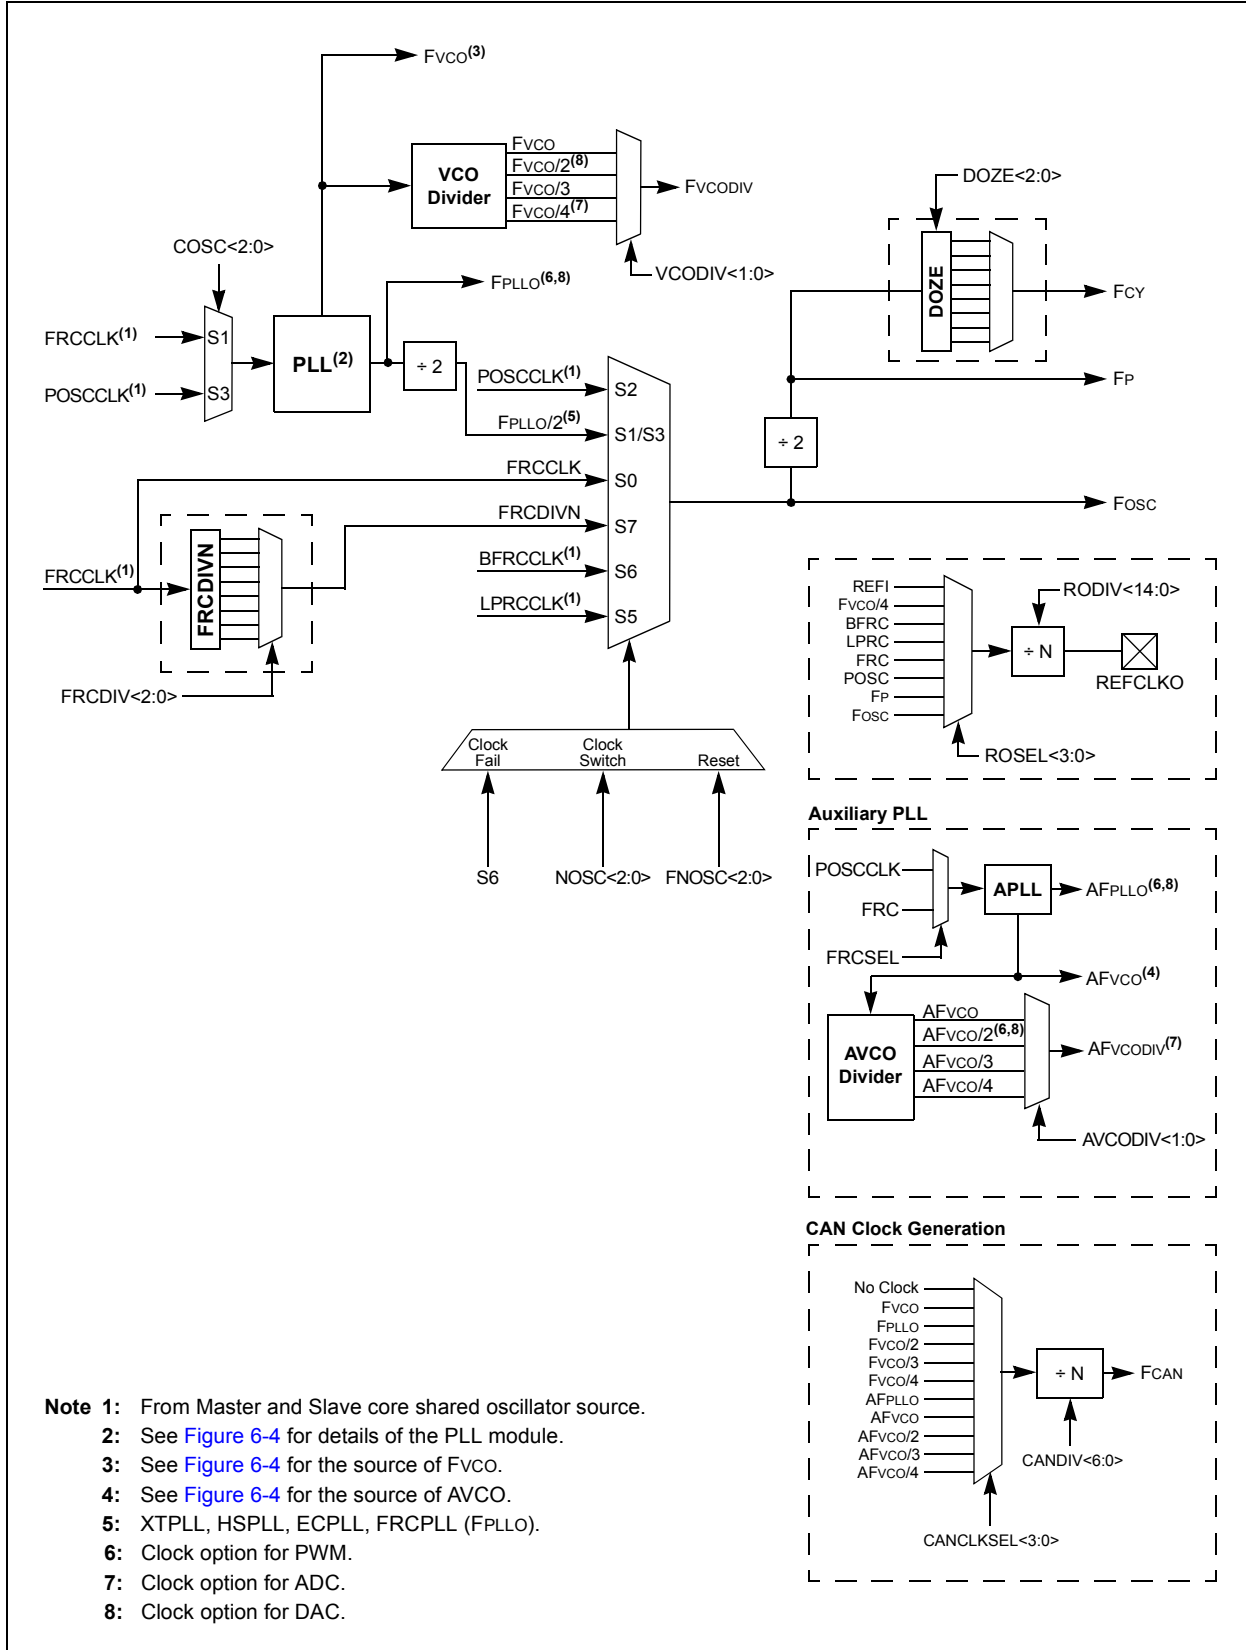 FVCO(3)
VCO
Divider
FVCO
FVCO/2(8)
FVCO/3
FVCO/4(7)
FVCODIV
VCODIV<1:0>
DOZE<2:0>
DOZE
FCY
COSC<2:0>
FPLLO(6,8)
FRCCLK(1)
S1
POSCCLK(1)
S3
PLL(2)
÷ 2
POSCCLK(1)
S2
FPLLO/2(5)
S1/S3
FRCCLK
S0
FRCDIVN
S7
BFRCCLK(1)
S6
LPRCCLK(1)
S5
FP
÷ 2
FOSC
FRCCLK(1)
FRCDIVN
FRCDIV<2:0>
Clock
Fail
Clock
Switch
Reset
S6
NOSC<2:0>
FNOSC<2:0>
REFI
FVCO/4
BFRC
LPRC
FRC
POSC
FP
FOSC
RODIV<14:0>
÷ N
REFCLKO
ROSEL<3:0>
Auxiliary PLL
POSCCLK
FRC
FRCSEL
APLL
AFPLLO(6,8)
AFVCO(4)
AVCO
Divider
AFVCO
AFVCO/2(6,8)
AFVCO/3
AFVCO/4
AFVCODIV(7)
AVCODIV<1:0>
CAN Clock Generation
No Clock
FVCO
FPLLO
FVCO/2
FVCO/3
FVCO/4
AFPLLO
AFVCO
AFVCO/2
AFVCO/3
AFVCO/4
÷ N
FCAN
CANDIV<6:0>
CANCLKSEL<3:0>
Note 1: From Master and Slave core shared oscillator source.
2: See Figure 6-4 for details of the PLL module.
3: See Figure 6-4 for the source of FVCO.
4: See Figure 6-4 for the source of AVCO.
5: XTPLL, HSPLL, ECPLL, FRCPLL (FPLLO).
6: Clock option for PWM.
7: Clock option for ADC.
8: Clock option for DAC.